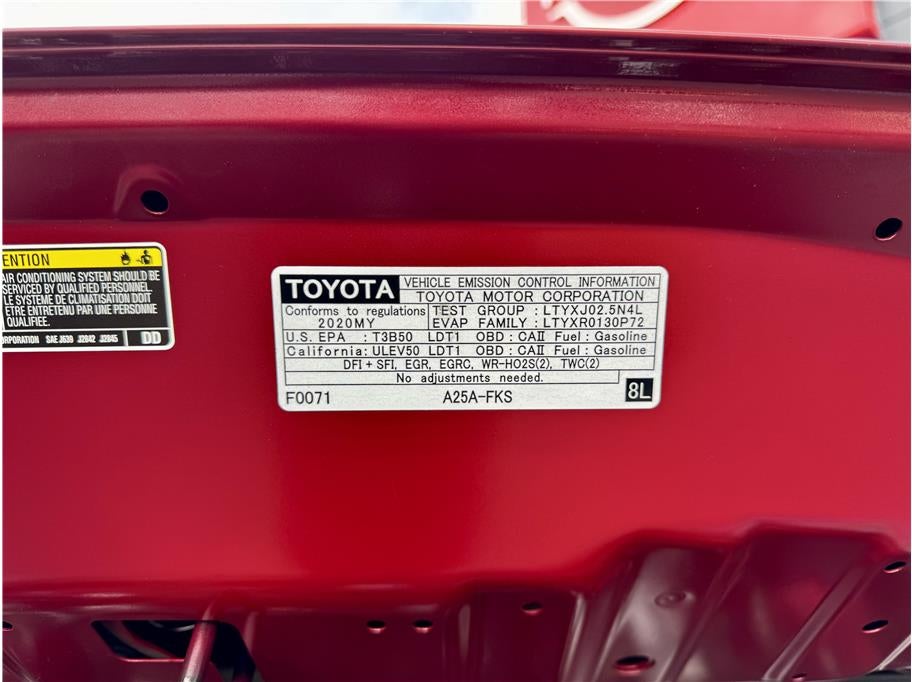 ENTION
AIR CONDITIONING SYSTEM SHOULD BE
SERVICED BY QUALIFIED PERSONNEL.
LE SYSTEME DE CLIMATISATION DOIT
ETRE ENTRETENU PAR UNE PERSONNE
QUALIFIEE.
ORPORATION SAE J639 J2842 J2845 DD
TOYOTA VEHICLE EMISSION CONTROL INFORMATION
TOYOTA MOTOR CORPORATION
Conforms to regulations TEST GROUP : LTYXJ02.5N4L
2020MY EVAP FAMILY : LTYXR0130P72
U.S. EPA : T3B50 LDT1 OBD : CAⅡ Fuel : Gasoline
California: ULEV50 LDT1 OBD : CAⅡ Fuel : Gasoline
DFI + SFI, EGR, EGRC, WR-HO2S(2), TWC(2)
No adjustments needed.
F0071 A25A-FKS 8L